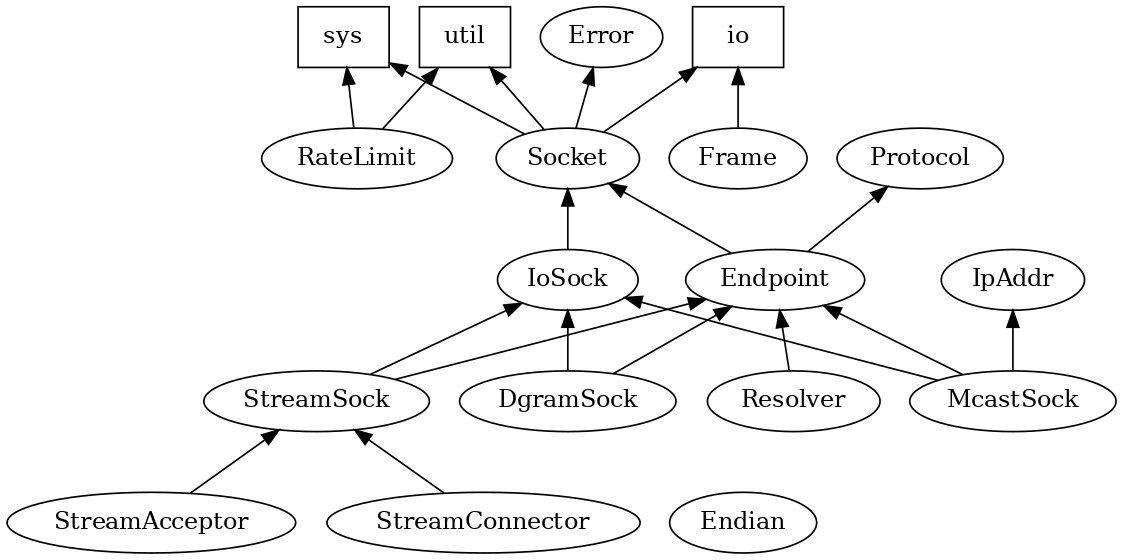 sys
util
Error
io
RateLimit
Socket
Frame
Protocol
IoSock
Endpoint
IpAddr
StreamSock
DgramSock
Resolver
McastSock
StreamAcceptor
StreamConnector
Endian